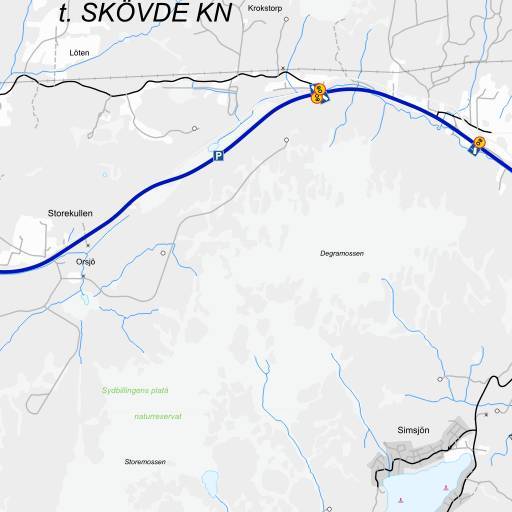 t. SKÖVDE KN
Krokstorp
Löten
P
Storekullen
Orsjö
Degramossen
Sydbillingens platå
naturreservat
Storemossen
Simsjön